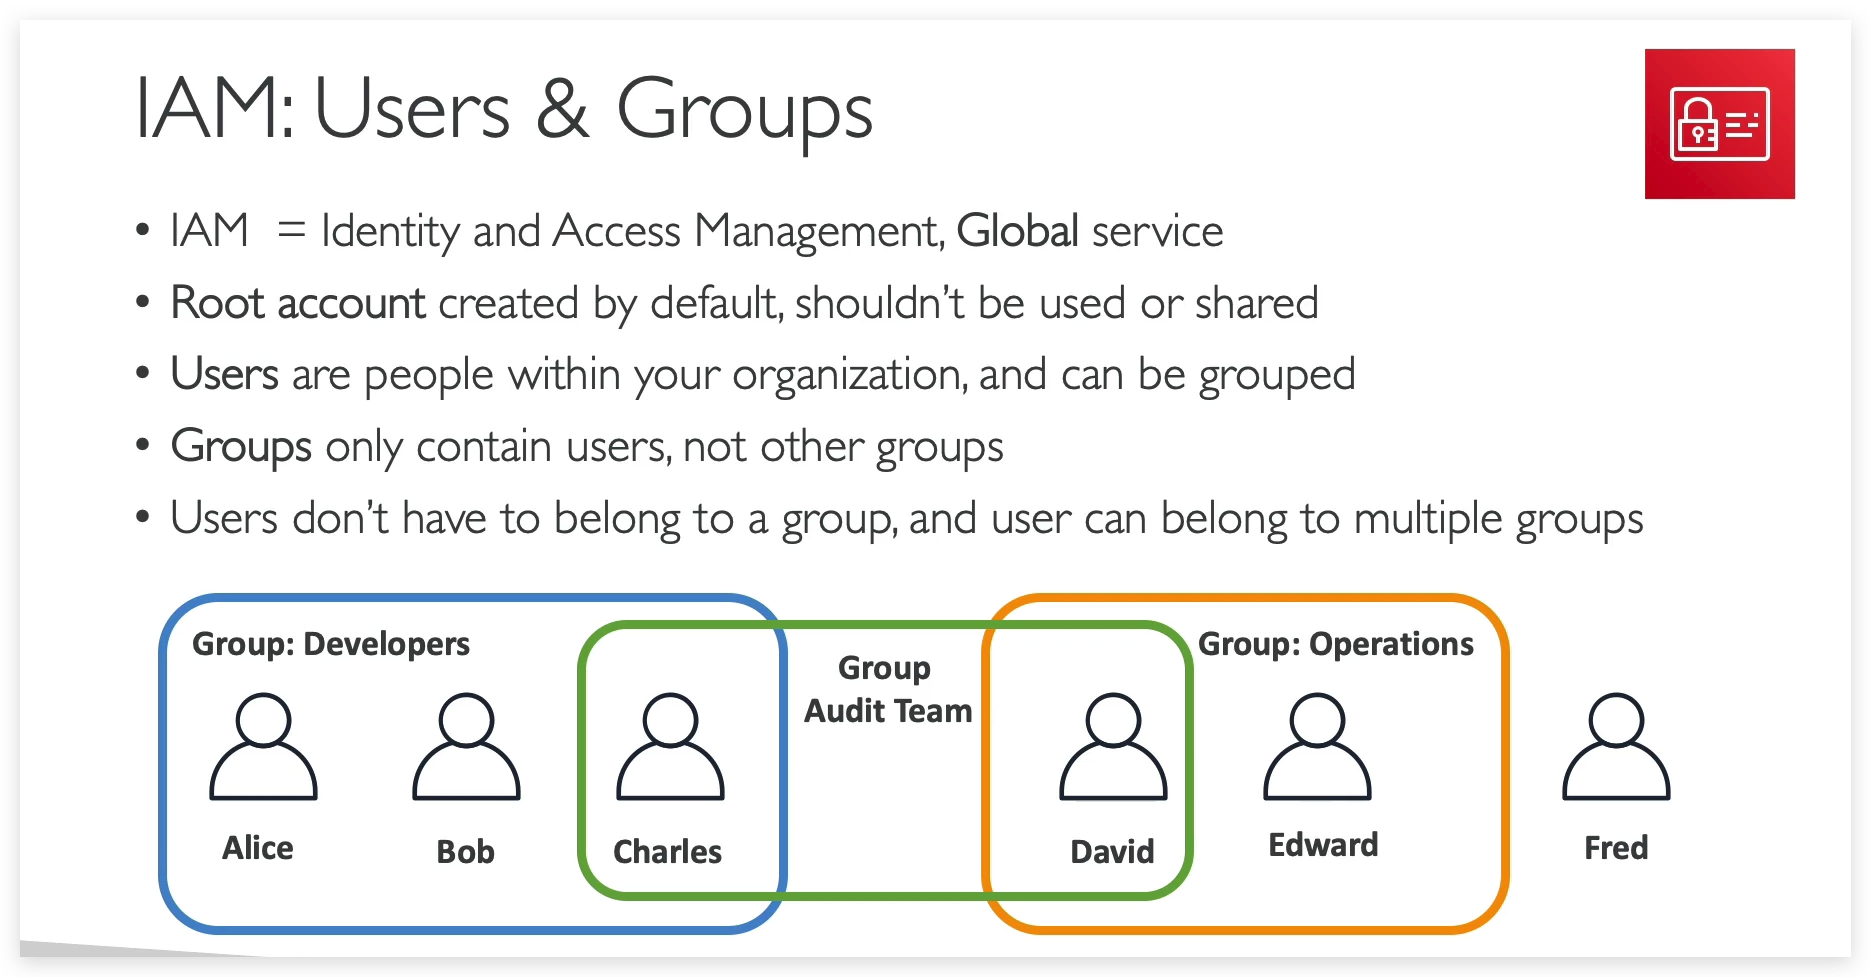 IAM: Users & Groups
• IAM = Identity and Access Management, Global service
• Root account created by default, shouldn’t be used or shared
• Users are people within your organization, and can be grouped
• Groups only contain users, not other groups
• Users don’t have to belong to a group, and user can belong to multiple groups
Group: Developers
Group
Audit Team
Group: Operations
Alice
Bob
Charles
David
Edward
Fred